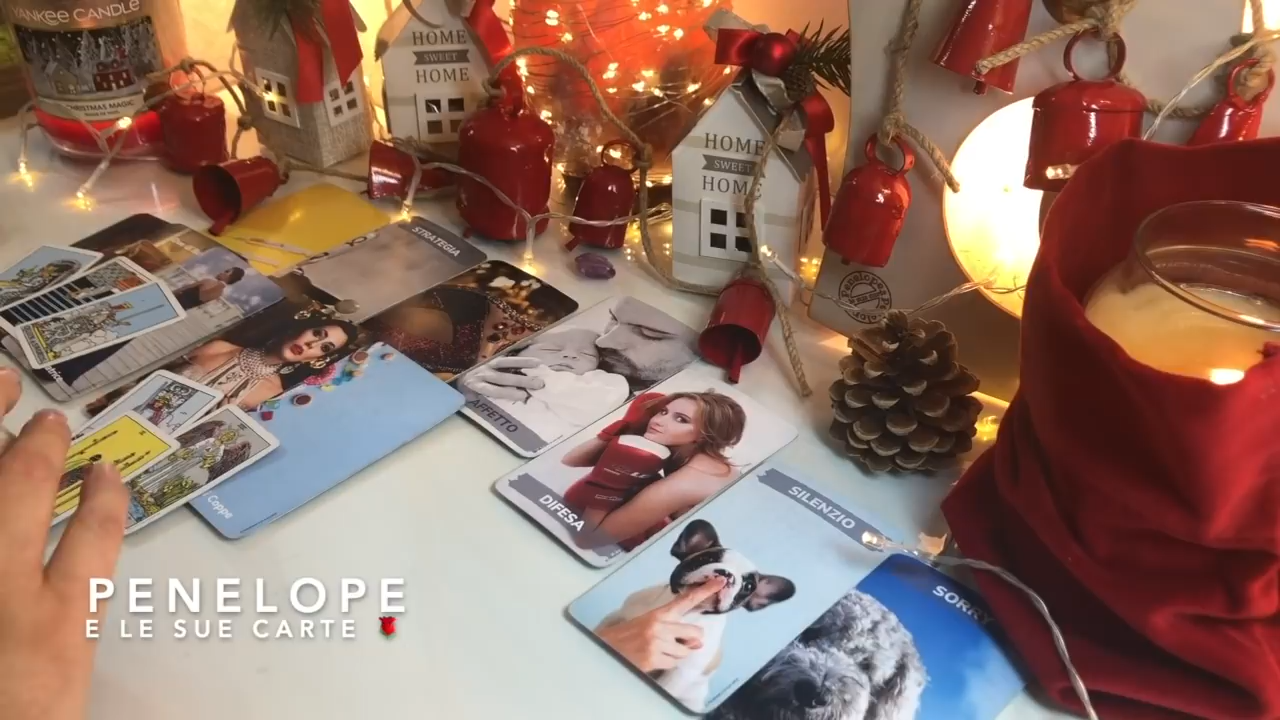 YANKEE CANDLE
CHRISTMAS MAGIC
HOME
SWEET
HOME
HOME
SWEET
HOME
STRATEGIA
AFFETTO
DIFESA
SILENZIO
SORRY
Coppe
PENELOPE
E LE SUE CARTE